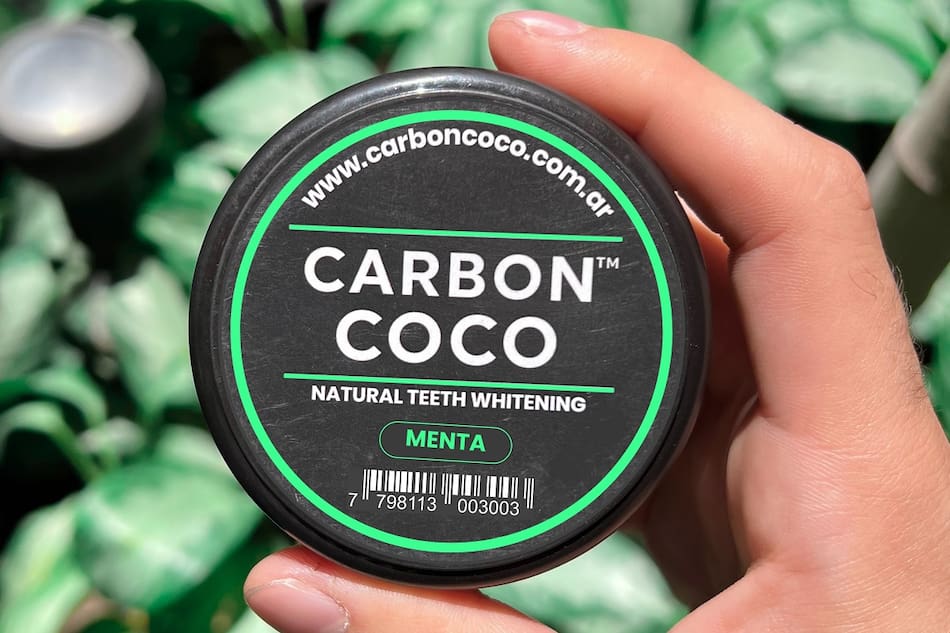 www.carboncoco.com.ar
CARBON™
COCO
NATURAL TEETH WHITENING
MENTA
7 798113 003003